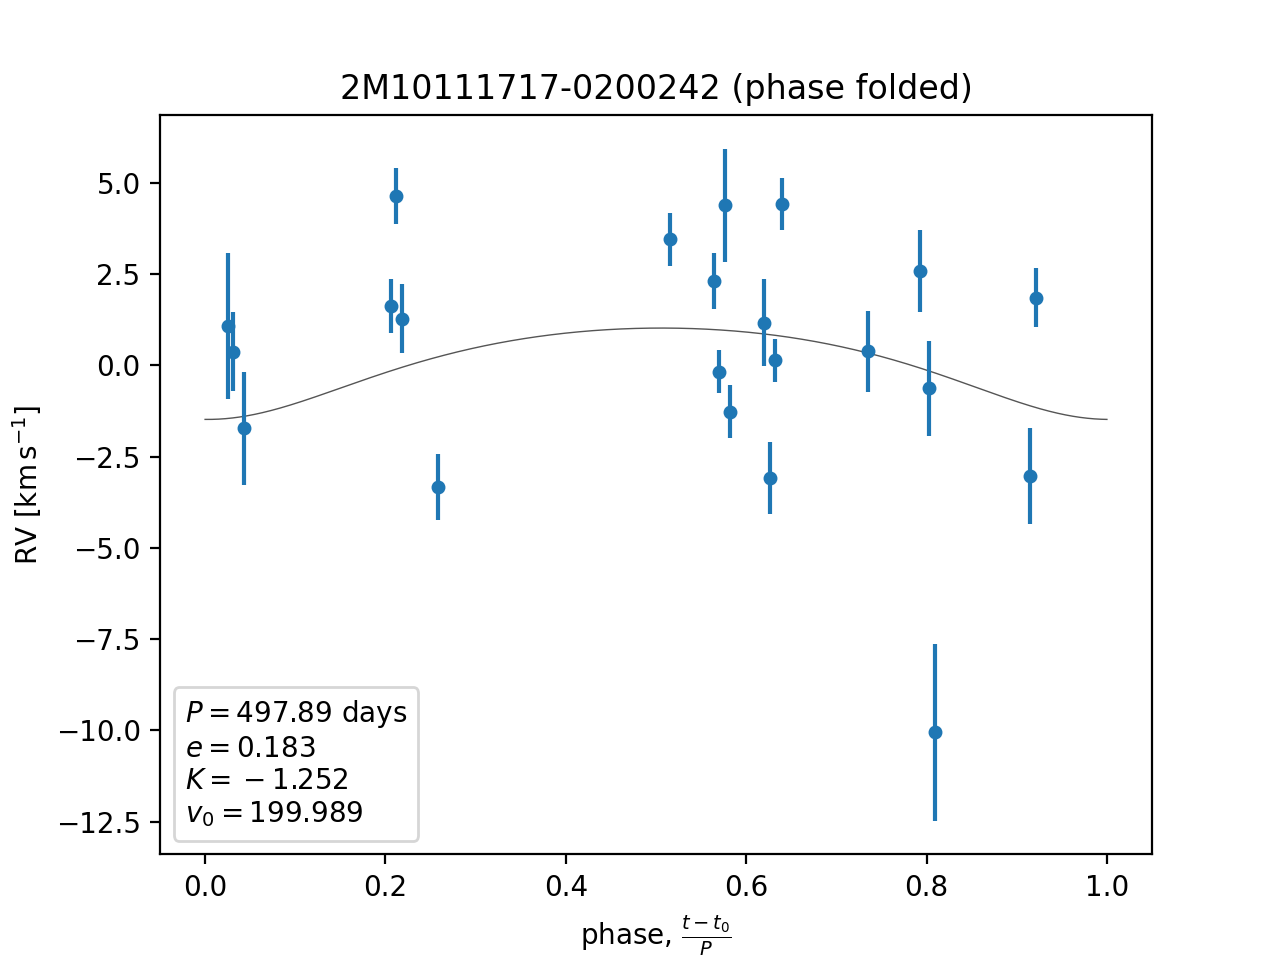 2M10111717-0200242 (phase folded)
RV [km s⁻¹]
5.0
2.5
0.0
−2.5
−5.0
−7.5
−10.0
−12.5
P = 497.89 days
e = 0.183
K = −1.252
v₀ = 199.989
0.0 0.2 0.4 0.6 0.8 1.0
phase, (t − t₀)/P